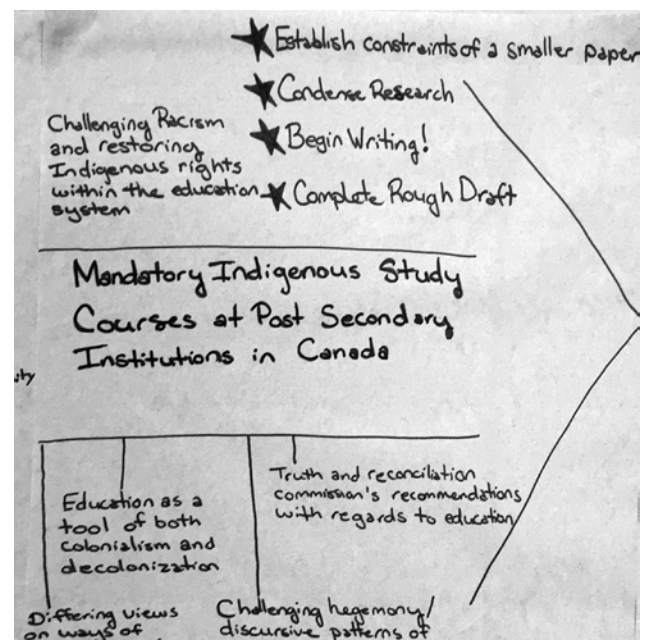 Establish constraints of a smaller paper
Condense Research
Begin Writing!
Complete Rough Draft
Challenging Racism
and restoring
Indigenous rights
within the education
system
Mandatory Indigenous Study
Courses at Post Secondary
Institutions in Canada
Education as a
tool of both
colonialism and
decolonization
Truth and reconciliation
commission's recommendations
with regards to education
Differing views
on ways of
Challenging hegemony/
discursive patterns of